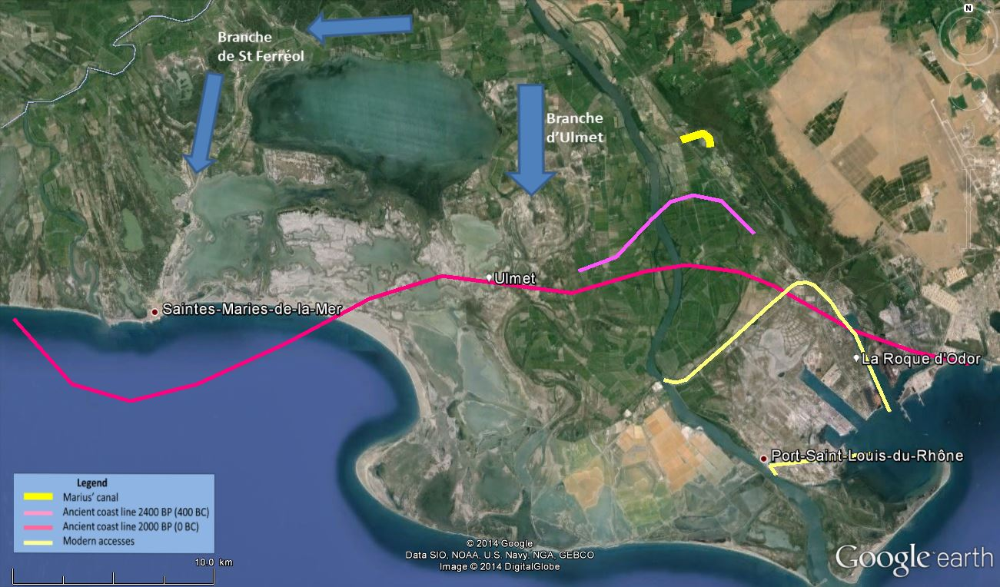 N
Branche
de St Ferréol
Branche
d'Ulmet
Ulmet
Saintes-Maries-de-la-Mer
La Roque d'Odor
Port-Saint-Louis-du-Rhône
Legend
Marius' canal
Ancient coast line 2400 BP (400 BC)
Ancient coast line 2000 BP (0 BC)
Modern accesses
10.0 km
© 2014 Google
Data SIO, NOAA, U.S. Navy, NGA, GEBCO
Image © 2014 DigitalGlobe
Google earth